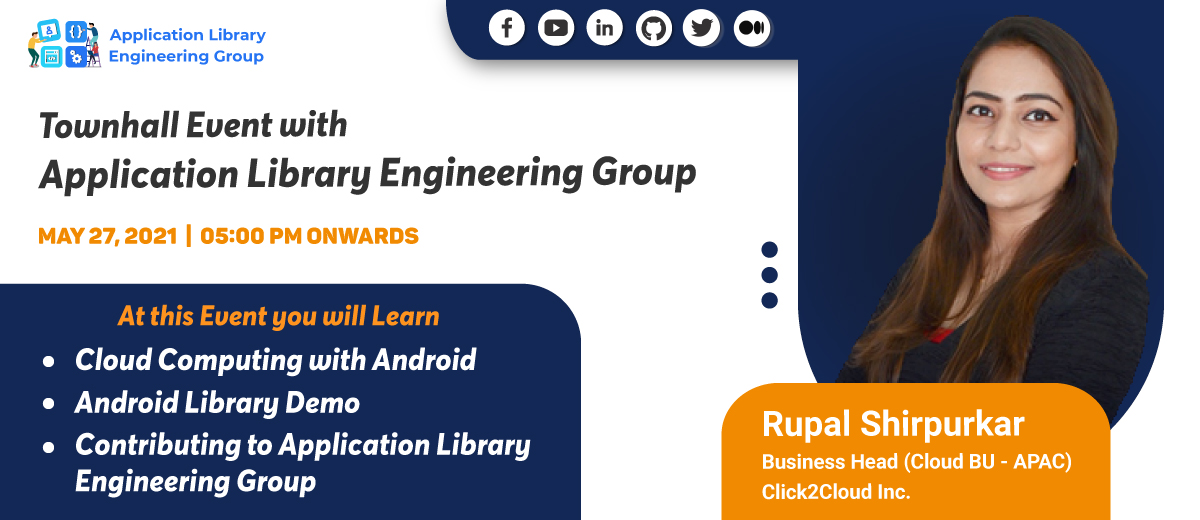 Application Library
Engineering Group
Townhall Event with
Application Library Engineering Group
MAY 27, 2021 | 05:00 PM ONWARDS
At this Event you will Learn
• Cloud Computing with Android
• Android Library Demo
• Contributing to Application Library
Engineering Group
Rupal Shirpurkar
Business Head (Cloud BU - APAC)
Click2Cloud Inc.